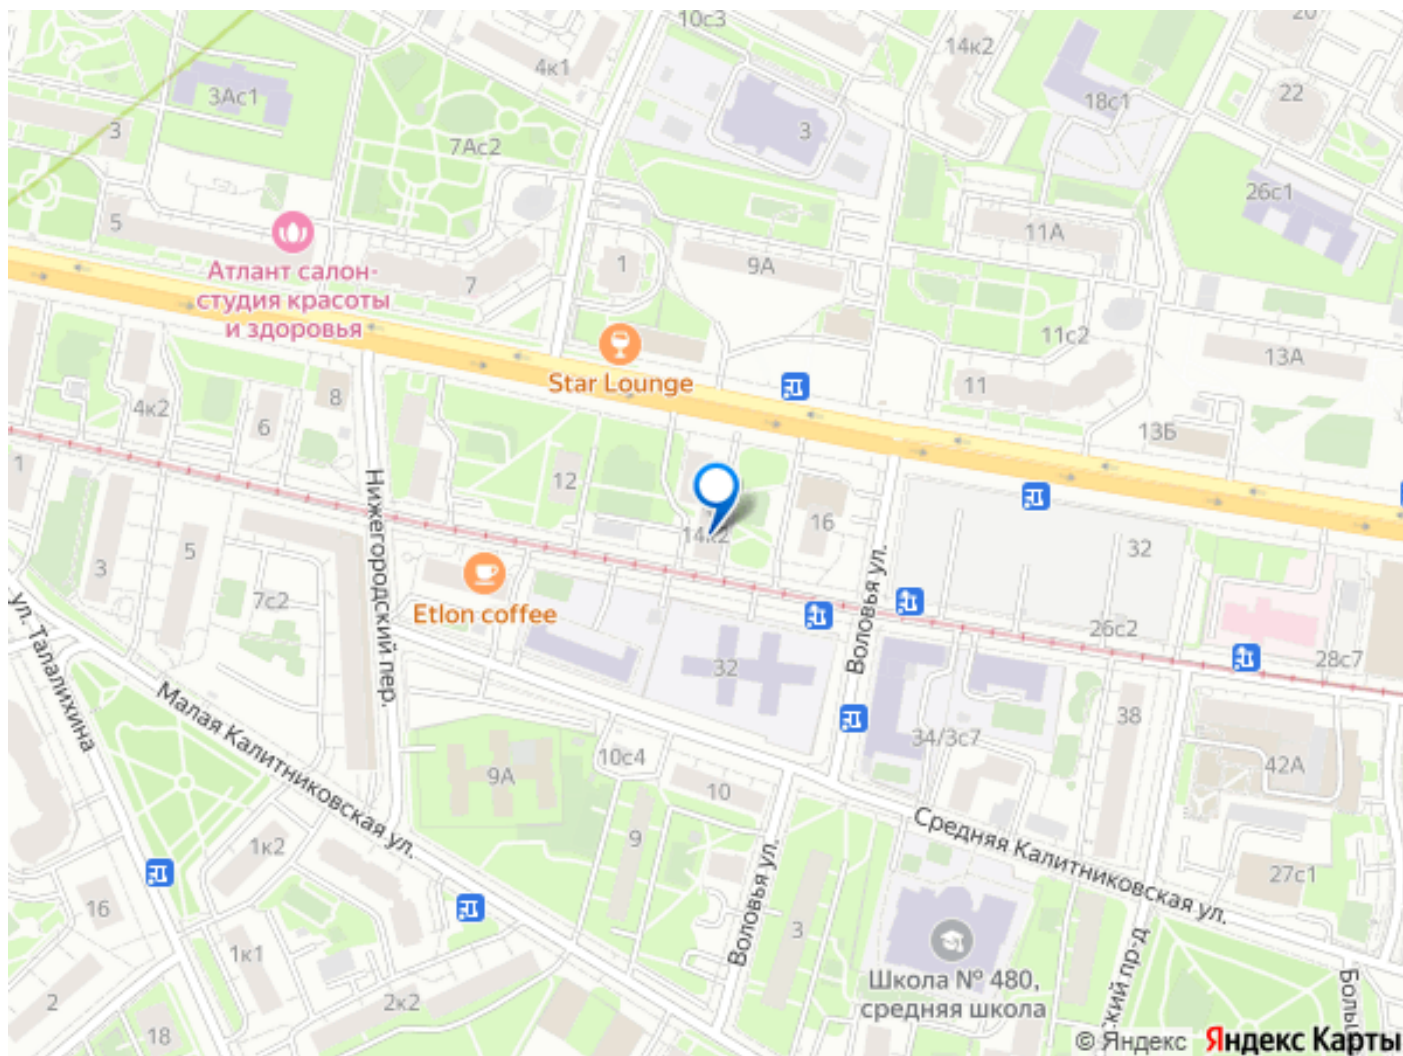 10с3
20
14к2
4к1
3Ас1
18с1
22
3
3
7Ас2
26с1
5
11А
1
9А
7
Атлант салон-
студия красоты
и здоровья
11с2
13А
Star Lounge
11
8
4к2
6
13Б
1
12
14к2
16
32
Нижегородский пер.
5
3
7с2
Etlon coffee
Воловья ул.
26с2
28с7
ул. Талалихина
32
Малая Калитниковская ул.
38
34/3с7
10с4
9А
42А
10
Средняя Калитниковская ул.
9
1к2
27с1
Воловья ул.
16
3
1к1
Школа № 480,
средняя школа
ский пр-д
Больш
2
2к2
18
© Яндекс
Яндекс Карты